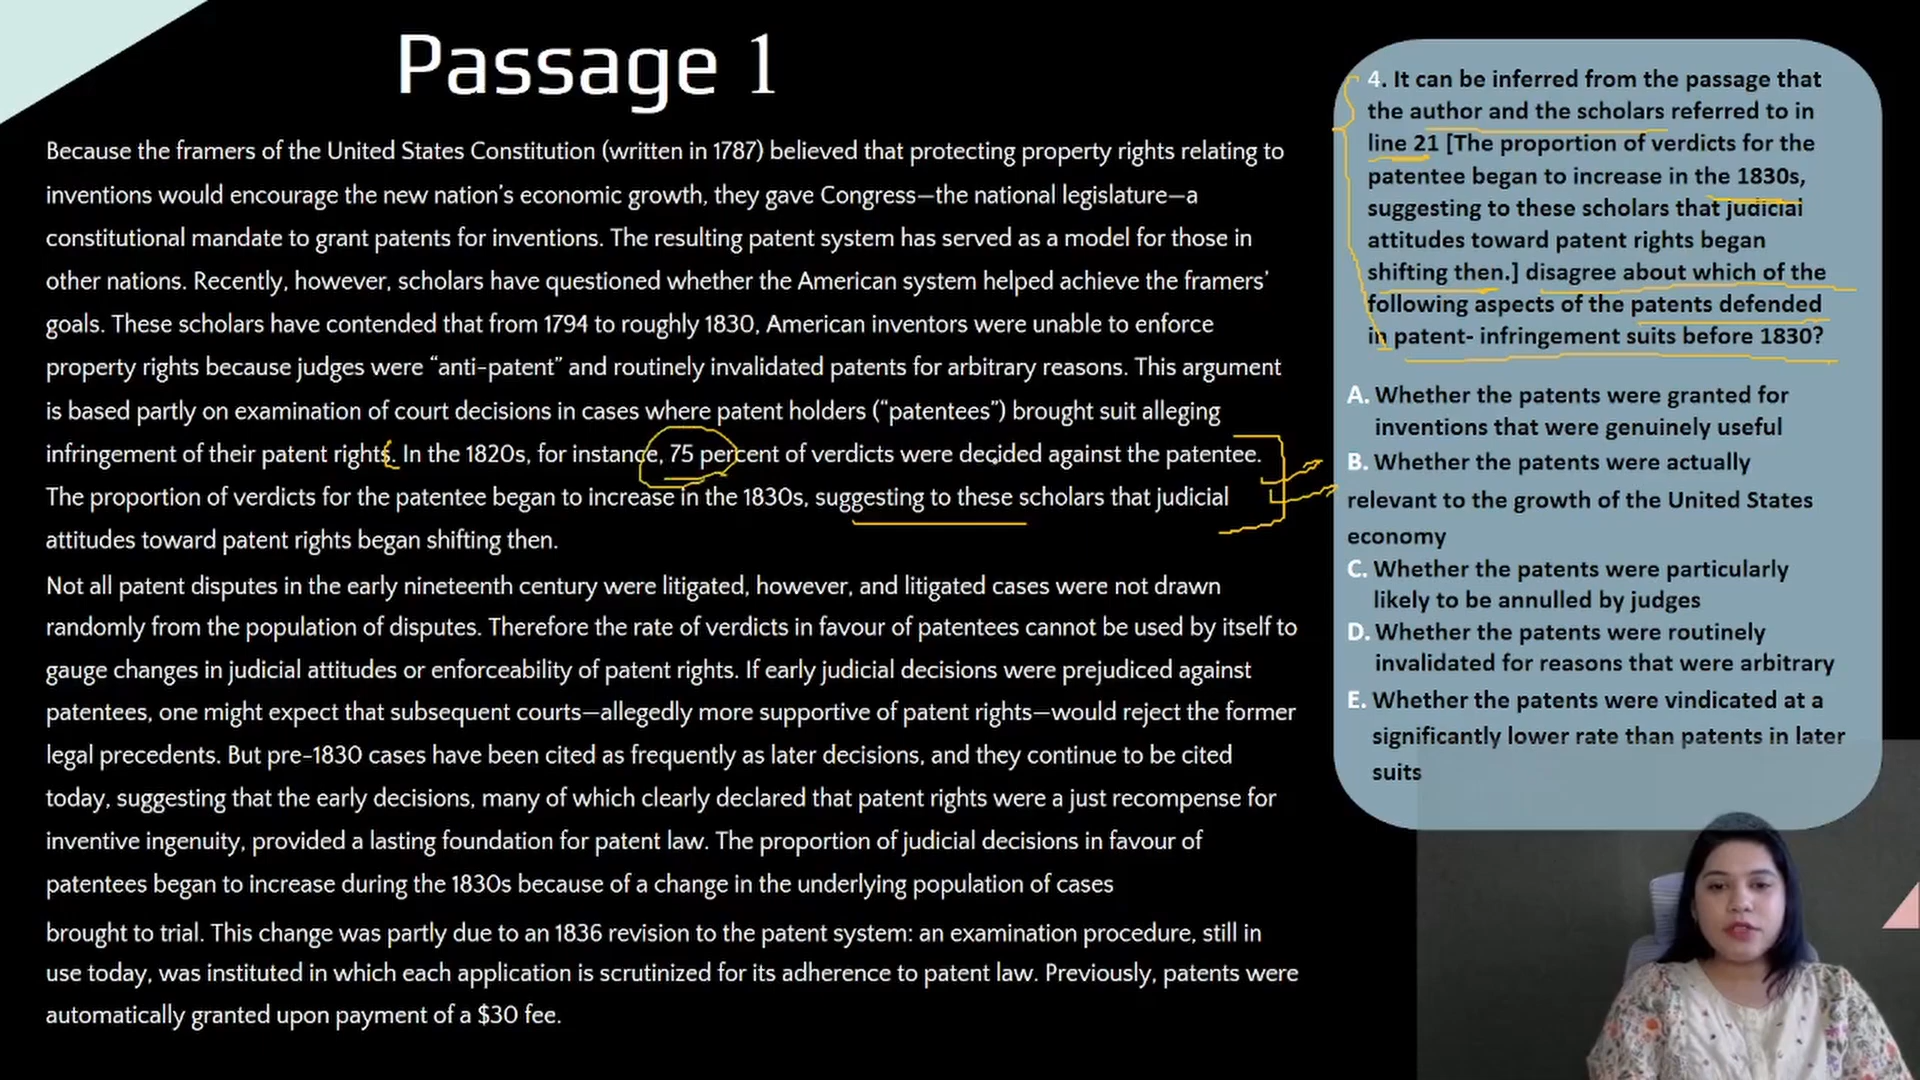 Passage 1
Because the framers of the United States Constitution (written in 1787) believed that protecting property rights relating to
inventions would encourage the new nation's economic growth, they gave Congress—the national legislature—a
constitutional mandate to grant patents for inventions. The resulting patent system has served as a model for those in
other nations. Recently, however, scholars have questioned whether the American system helped achieve the framers'
goals. These scholars have contended that from 1794 to roughly 1830, American inventors were unable to enforce
property rights because judges were “anti-patent” and routinely invalidated patents for arbitrary reasons. This argument
is based partly on examination of court decisions in cases where patent holders (“patentees”) brought suit alleging
infringement of their patent rights. In the 1820s, for instance, 75 percent of verdicts were decided against the patentee.
The proportion of verdicts for the patentee began to increase in the 1830s, suggesting to these scholars that judicial
attitudes toward patent rights began shifting then.
Not all patent disputes in the early nineteenth century were litigated, however, and litigated cases were not drawn
randomly from the population of disputes. Therefore the rate of verdicts in favour of patentees cannot be used by itself to
gauge changes in judicial attitudes or enforceability of patent rights. If early judicial decisions were prejudiced against
patentees, one might expect that subsequent courts—allegedly more supportive of patent rights—would reject the former
legal precedents. But pre-1830 cases have been cited as frequently as later decisions, and they continue to be cited
today, suggesting that the early decisions, many of which clearly declared that patent rights were a just recompense for
inventive ingenuity, provided a lasting foundation for patent law. The proportion of judicial decisions in favour of
patentees began to increase during the 1830s because of a change in the underlying population of cases
brought to trial. This change was partly due to an 1836 revision to the patent system: an examination procedure, still in
use today, was instituted in which each application is scrutinized for its adherence to patent law. Previously, patents were
automatically granted upon payment of a $30 fee.
4. It can be inferred from the passage that
the author and the scholars referred to in
line 21 [The proportion of verdicts for the
patentee began to increase in the 1830s,
suggesting to these scholars that judicial
attitudes toward patent rights began
shifting then.] disagree about which of the
following aspects of the patents defended
in patent- infringement suits before 1830?
A. Whether the patents were granted for
inventions that were genuinely useful
B. Whether the patents were actually
relevant to the growth of the United States
economy
C. Whether the patents were particularly
likely to be annulled by judges
D. Whether the patents were routinely
invalidated for reasons that were arbitrary
E. Whether the patents were vindicated at a
significantly lower rate than patents in later
suits